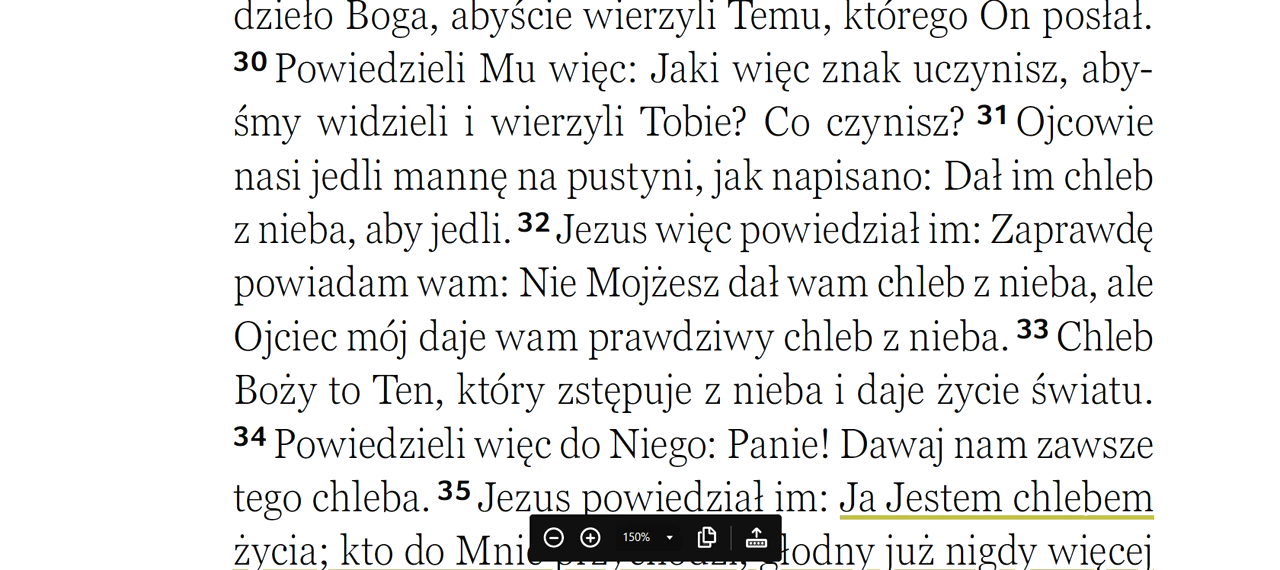 dzieło Boga, abyście wierzyli Temu, którego On posłał.
30 Powiedzieli Mu więc: Jaki więc znak uczynisz, aby-
śmy widzieli i wierzyli Tobie? Co czynisz? 31 Ojcowie
nasi jedli mannę na pustyni, jak napisano: Dał im chleb
z nieba, aby jedli. 32 Jezus więc powiedział im: Zaprawdę
powiadam wam: Nie Mojżesz dał wam chleb z nieba, ale
Ojciec mój daje wam prawdziwy chleb z nieba. 33 Chleb
Boży to Ten, który zstępuje z nieba i daje życie światu.
34 Powiedzieli więc do Niego: Panie! Dawaj nam zawsze
tego chleba. 35 Jezus powiedział im: Ja Jestem chlebem
życia; kto do głodny już nigdy więcej
150%